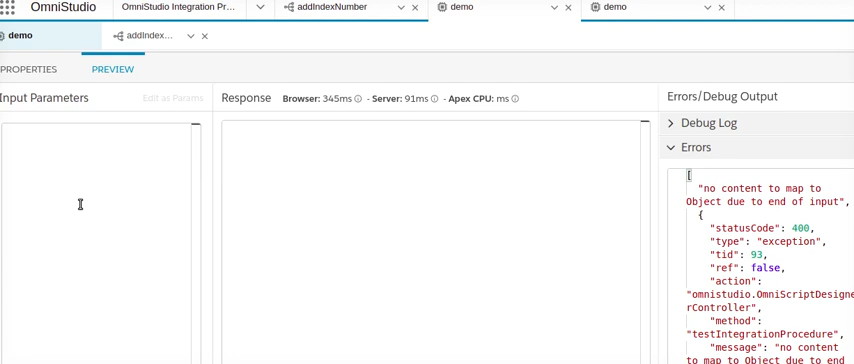 OmniStudio OmniStudio Integration Pr... addIndexNumber demo demo
demo addIndex...
PROPERTIES PREVIEW
Input Parameters Edit as Params Response Browser: 345ms - Server: 91ms - Apex CPU: ms Errors/Debug Output
Debug Log
Errors
[
"no content to map to
Object due to end of input",
{
"statusCode": 400,
"type": "exception",
"tid": 93,
"ref": false,
"action":
"omnistudio.OmniScriptDesigne
rController",
"method":
"testIntegrationProcedure",
"message": "no content
to map to Object due to end